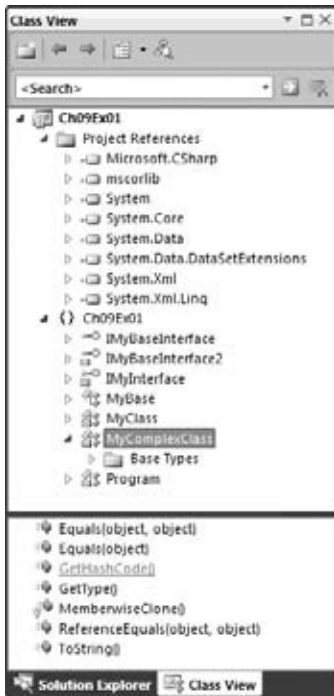 Class View
<Search>
Ch09Ex01
Project References
Microsoft.CSharp
mscorlib
System
System.Core
System.Data
System.Data.DataSetExtensions
System.Xml
System.Xml.Linq
{} Ch09Ex01
IMyBaseInterface
IMyBaseInterface2
IMyInterface
MyBase
MyClass
MyComplexClass
Base Types
Program
Equals(object, object)
Equals(object)
GetHashCode()
GetType()
MemberwiseClone()
ReferenceEquals(object, object)
ToString()
Solution Explorer Class View